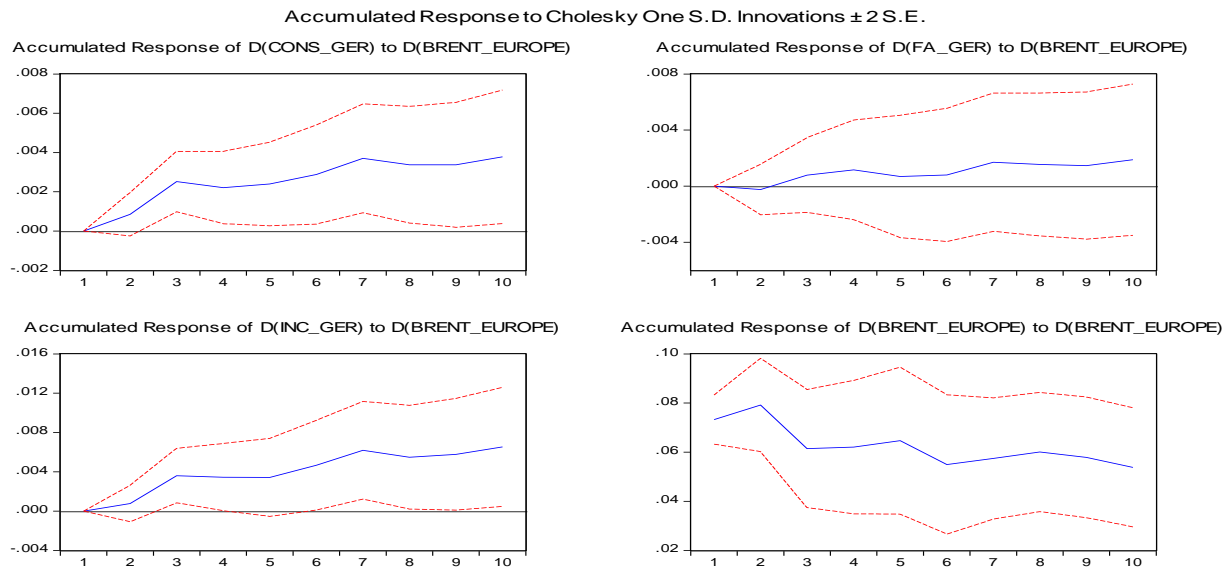 Accumulated Response to Cholesky One S.D. Innovations ± 2 S.E.
Accumulated Response of D(CONS_GER) to D(BRENT_EUROPE)
.008
.006
.004
.002
.000
-.002
1 2 3 4 5 6 7 8 9 10
Accumulated Response of D(FA_GER) to D(BRENT_EUROPE)
.008
.004
.000
-.004
1 2 3 4 5 6 7 8 9 10
Accumulated Response of D(INC_GER) to D(BRENT_EUROPE)
.016
.012
.008
.004
.000
-.004
1 2 3 4 5 6 7 8 9 10
Accumulated Response of D(BRENT_EUROPE) to D(BRENT_EUROPE)
.10
.08
.06
.04
.02
1 2 3 4 5 6 7 8 9 10